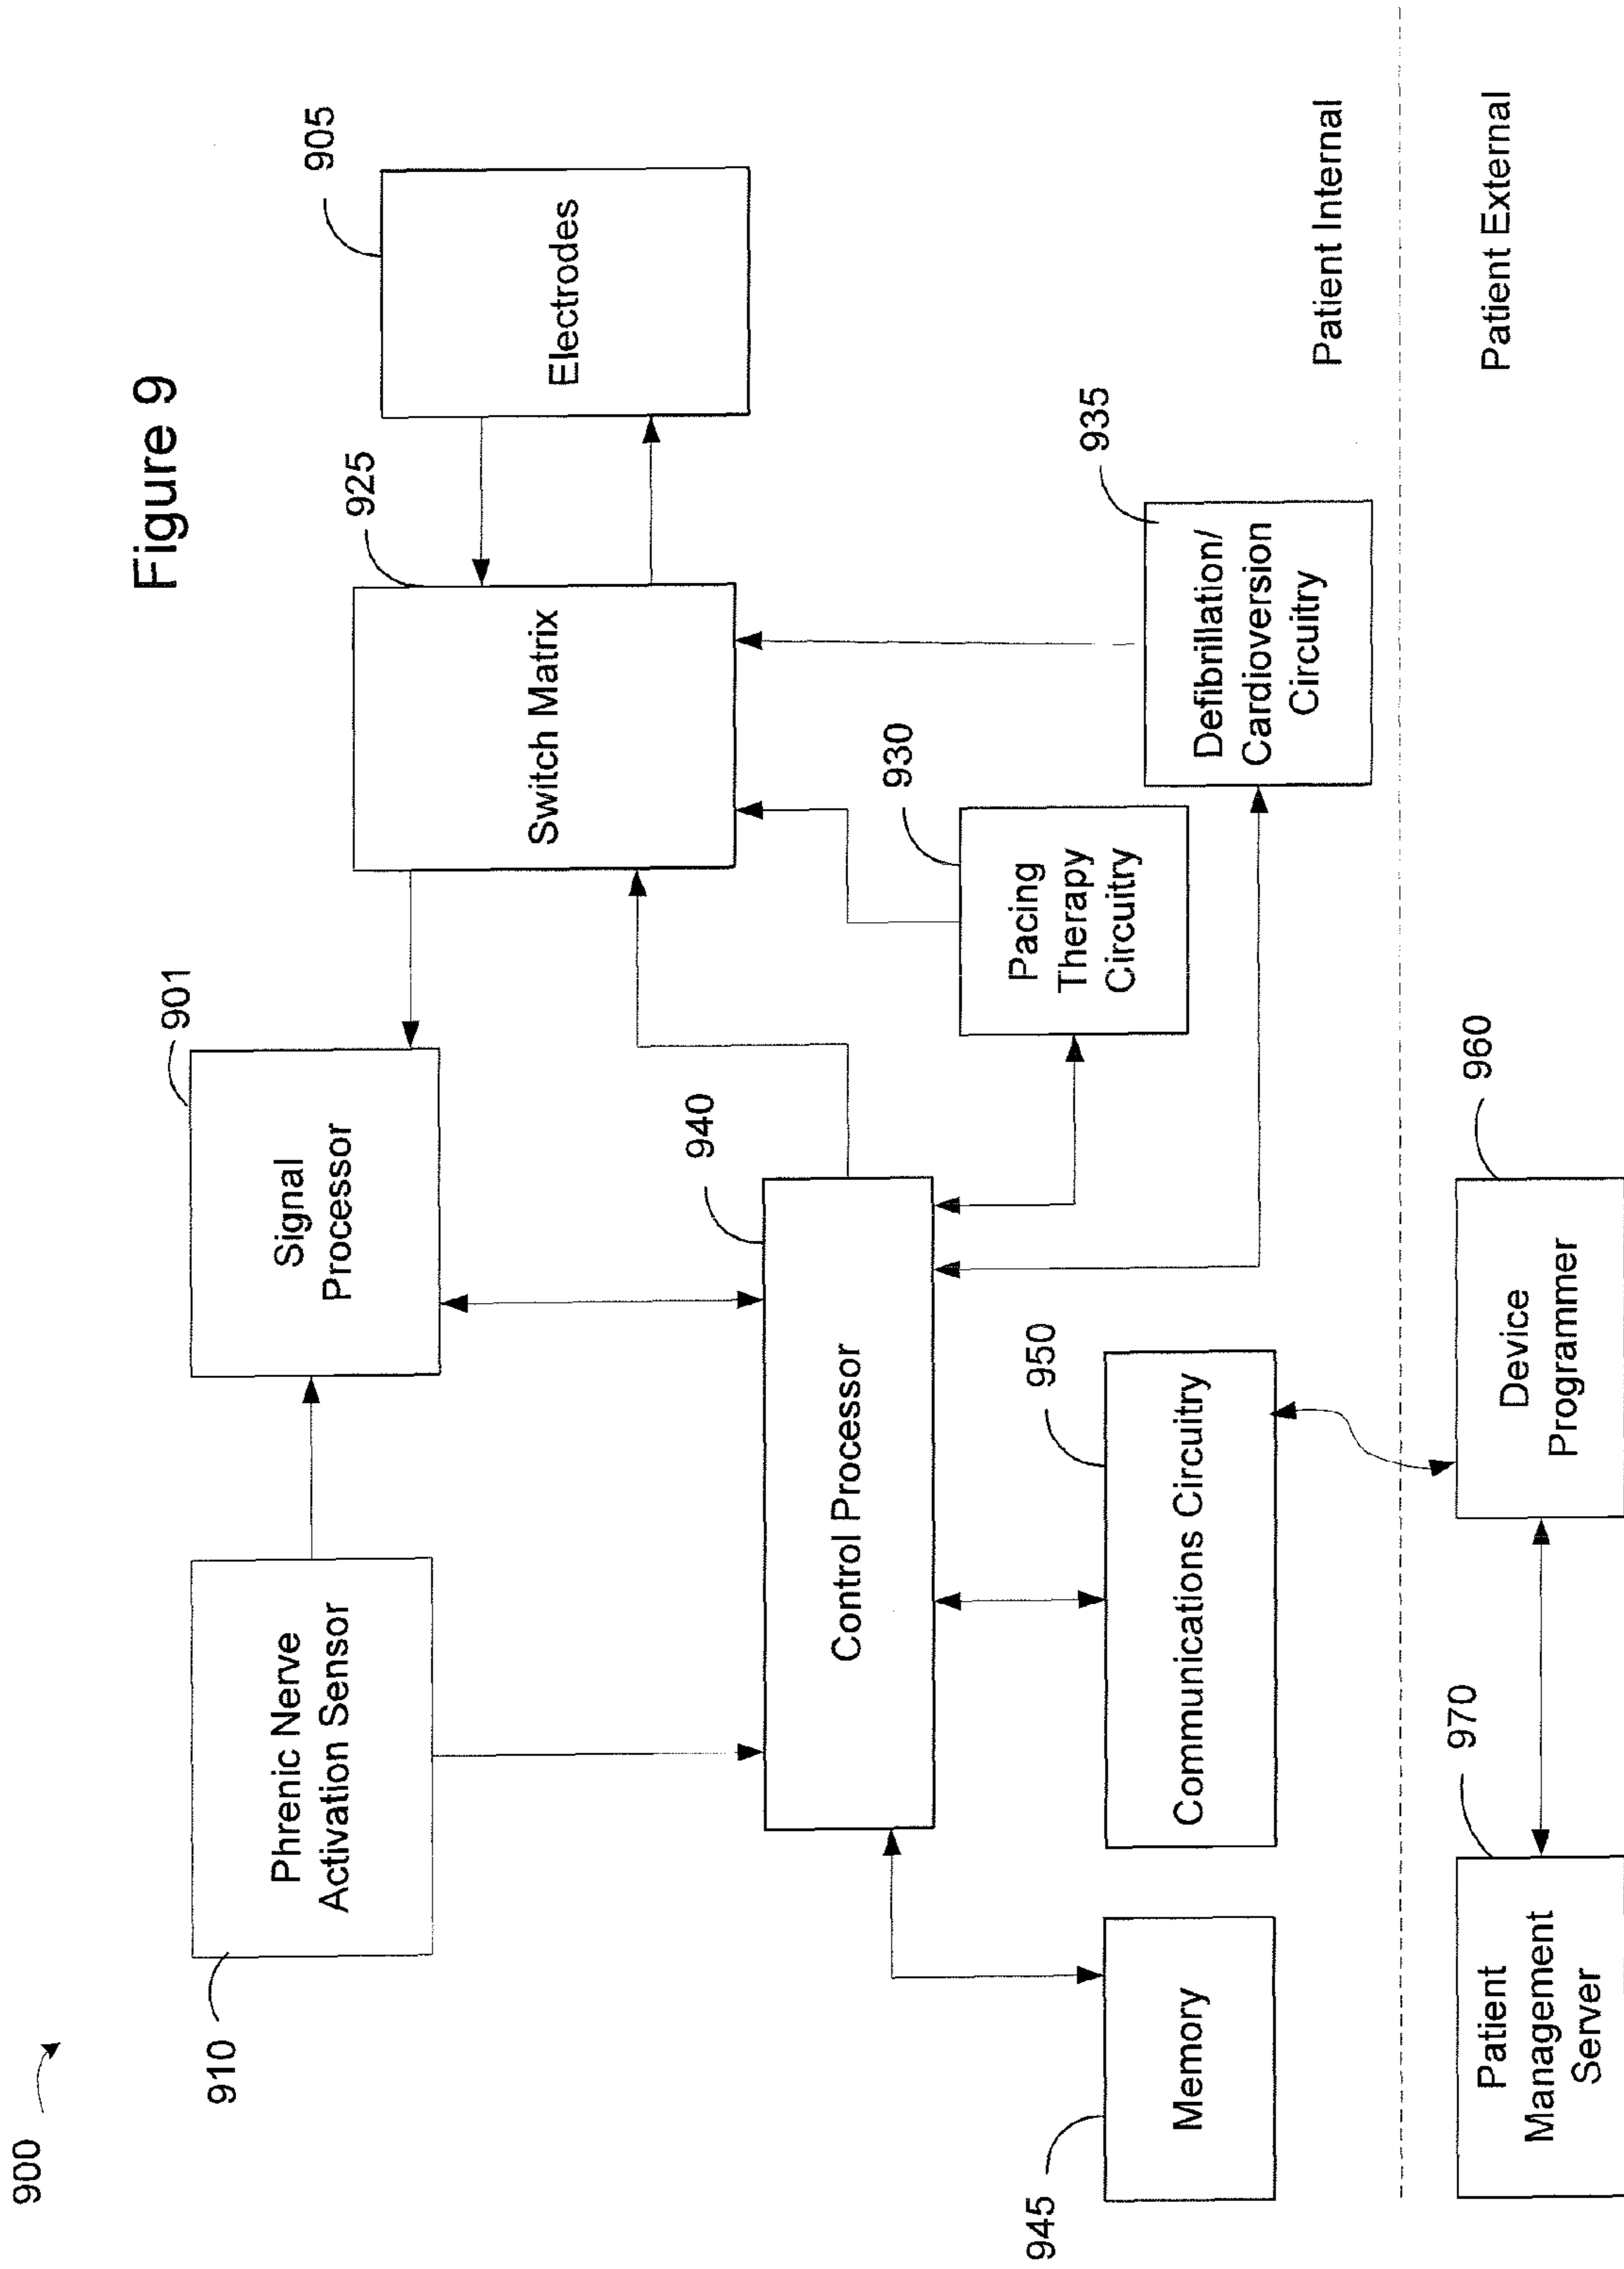 900
Figure 9
910
Phrenic Nerve
Activation Sensor
901
Signal
Processor
925
Switch Matrix
905
Electrodes
940
Control Processor
930
Pacing
Therapy
Circuitry
935
Defibrillation/
Cardioversion
Circuitry
945
Memory
950
Communications Circuitry
Patient Internal
Patient External
970
Patient
Management
Server
960
Device
Programmer